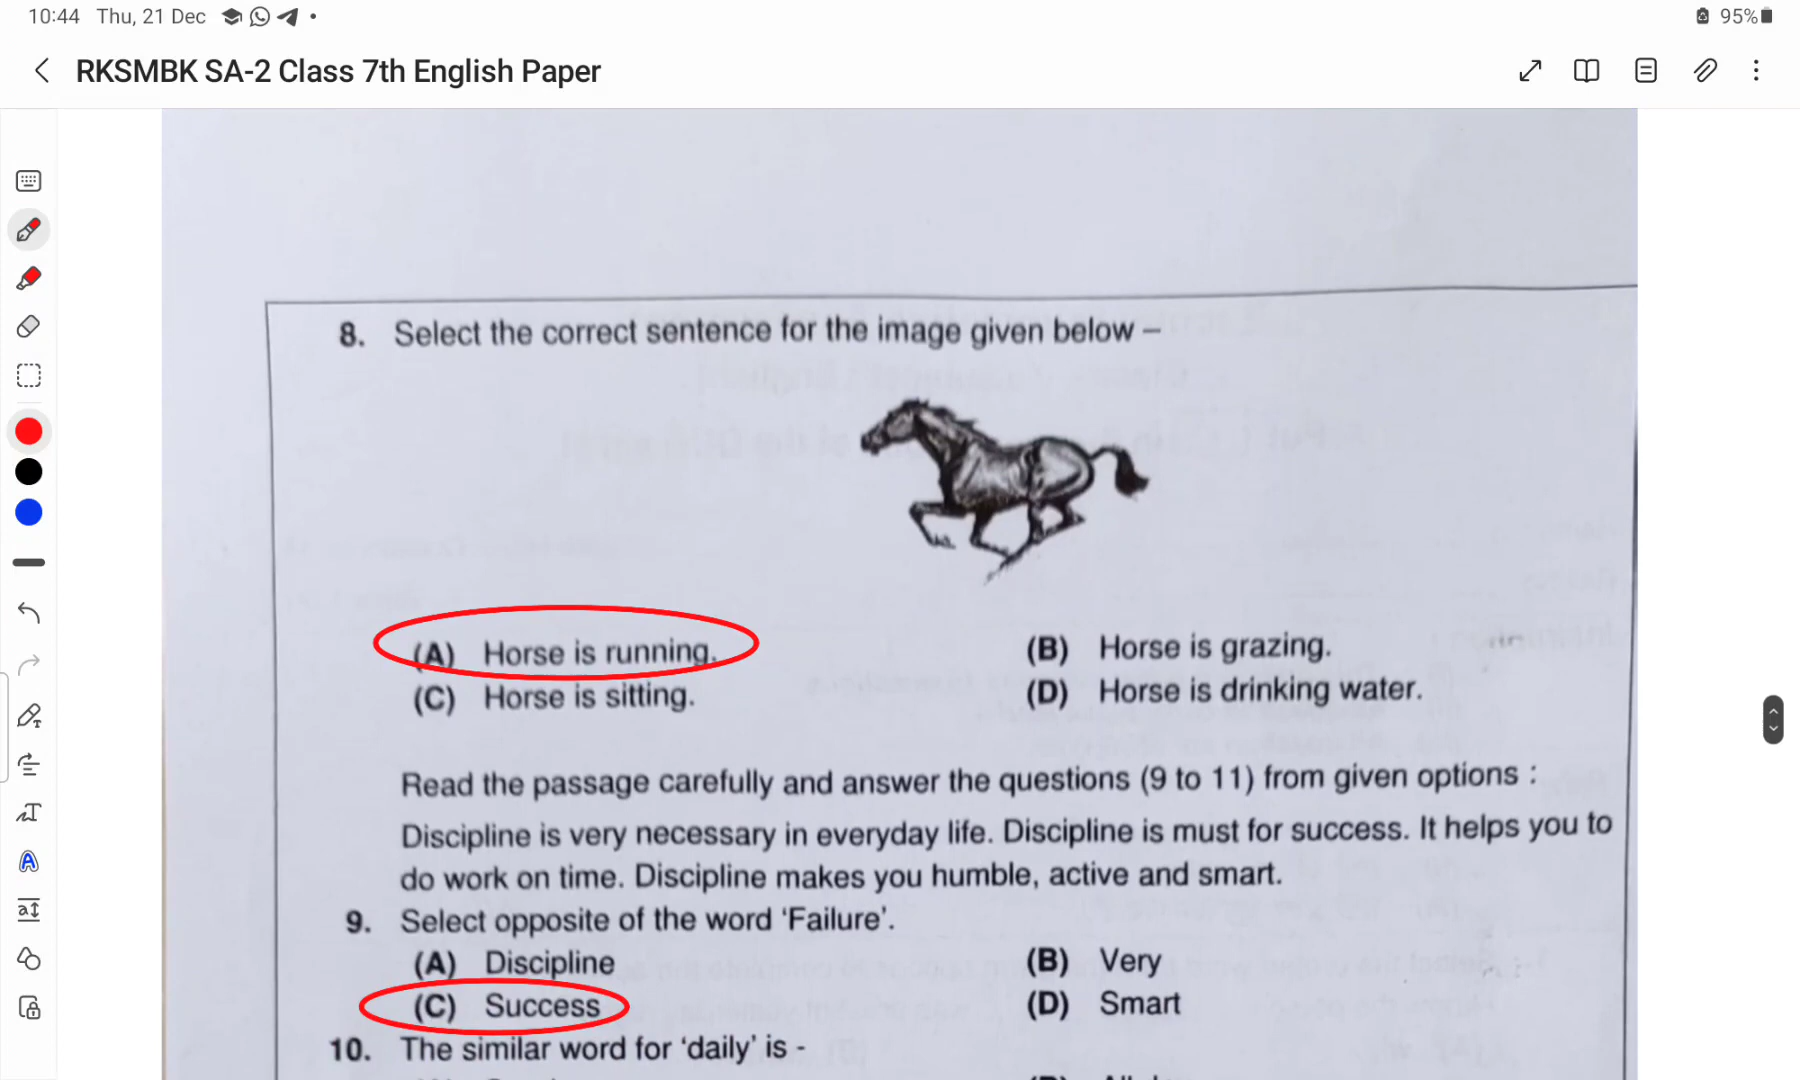 10:44 Thu, 21 Dec
95%
RKSMBK SA-2 Class 7th English Paper
8. Select the correct sentence for the image given below –
(A) Horse is running. (B) Horse is grazing.
(C) Horse is sitting. (D) Horse is drinking water.
Read the passage carefully and answer the questions (9 to 11) from given options :
Discipline is very necessary in everyday life. Discipline is must for success. It helps you to
do work on time. Discipline makes you humble, active and smart.
9. Select opposite of the word ‘Failure’.
(A) Discipline (B) Very
(C) Success (D) Smart
10. The similar word for ‘daily’ is -